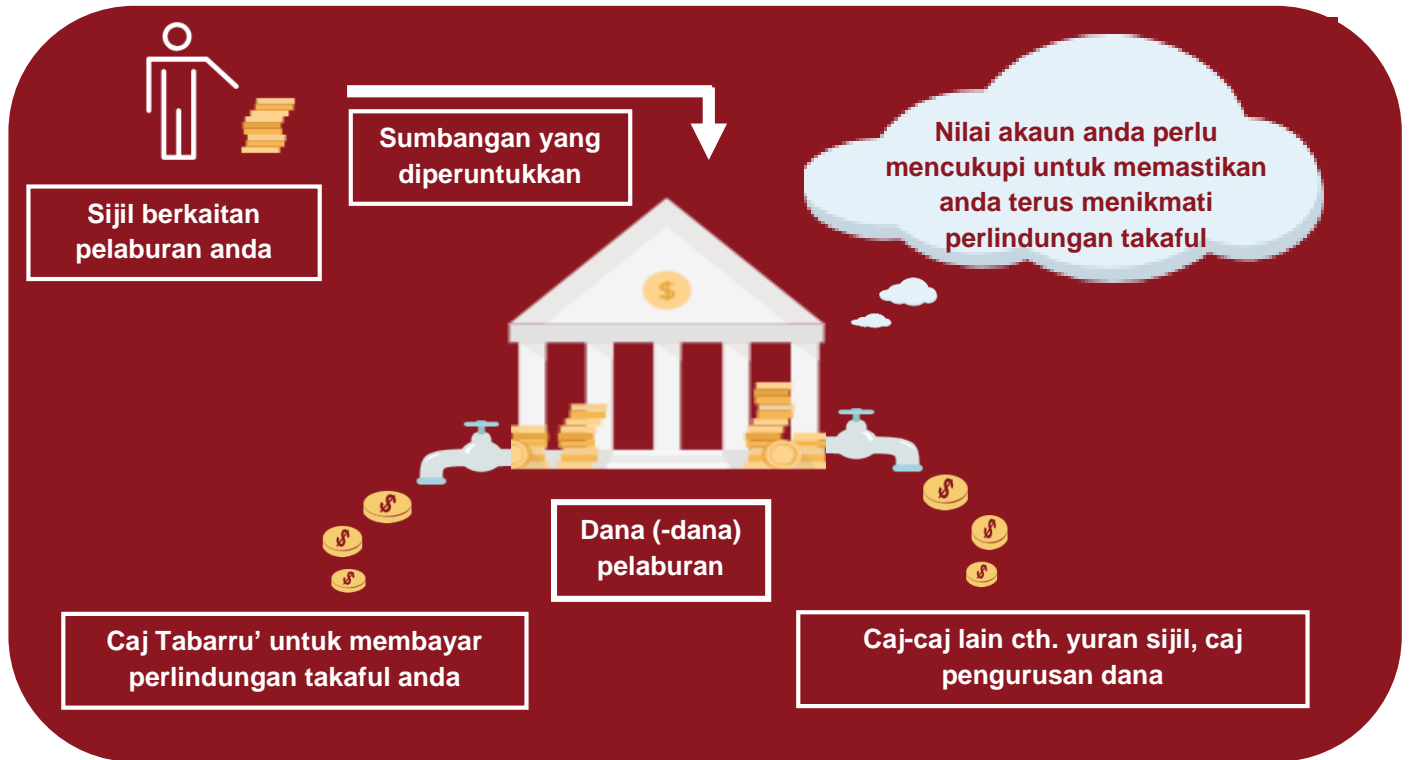 Sijil berkaitan
pelaburan anda
Sumbangan yang
diperuntukkan
Nilai akaun anda perlu
mencukupi untuk memastikan
anda terus menikmati
perlindungan takaful
$
$
$
$
$
$
$
Dana (-dana)
pelaburan
Caj Tabarru’ untuk membayar
perlindungan takaful anda
Caj-caj lain cth. yuran sijil, caj
pengurusan dana